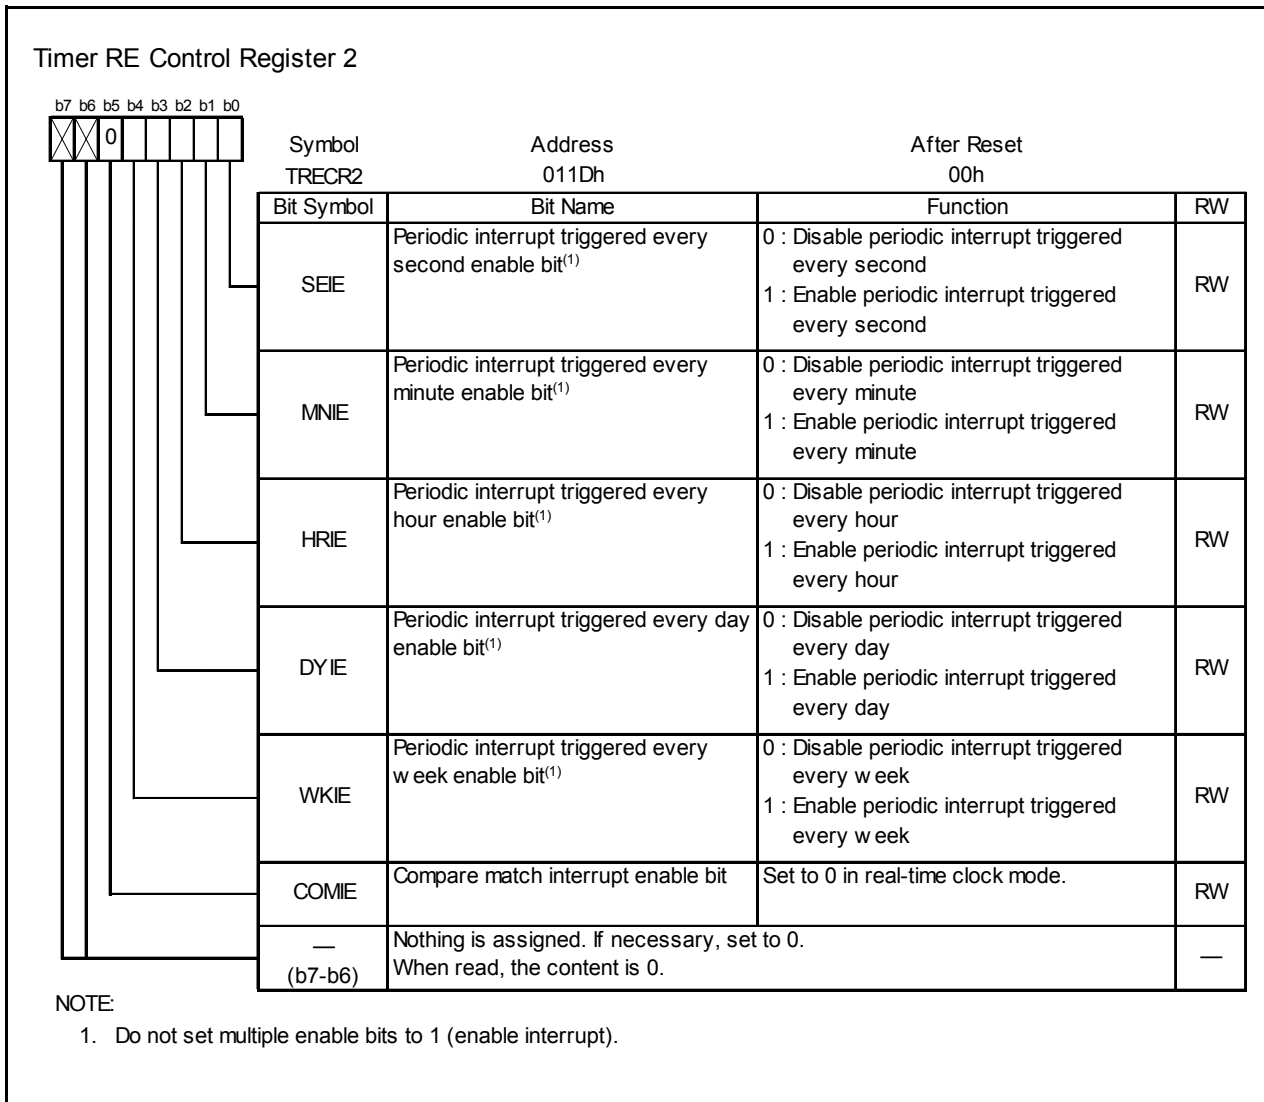 Timer RE Control Register 2
b7 b6 b5 b4 b3 b2 b1 b0
0
Symbol Address After Reset
TRECR2 011Dh 00h
Bit Symbol Bit Name Function RW
SEIE
Periodic interrupt triggered every
second enable bit(1)
0 : Disable periodic interrupt triggered
every second
1 : Enable periodic interrupt triggered
every second
RW
MNIE
Periodic interrupt triggered every
minute enable bit(1)
0 : Disable periodic interrupt triggered
every minute
1 : Enable periodic interrupt triggered
every minute
RW
HRIE
Periodic interrupt triggered every
hour enable bit(1)
0 : Disable periodic interrupt triggered
every hour
1 : Enable periodic interrupt triggered
every hour
RW
DYIE
Periodic interrupt triggered every day
enable bit(1)
0 : Disable periodic interrupt triggered
every day
1 : Enable periodic interrupt triggered
every day
RW
WKIE
Periodic interrupt triggered every
week enable bit(1)
0 : Disable periodic interrupt triggered
every week
1 : Enable periodic interrupt triggered
every week
RW
COMIE
Compare match interrupt enable bit
Set to 0 in real-time clock mode.
RW
—
(b7-b6)
Nothing is assigned. If necessary, set to 0.
When read, the content is 0.
—
NOTE:
1. Do not set multiple enable bits to 1 (enable interrupt).